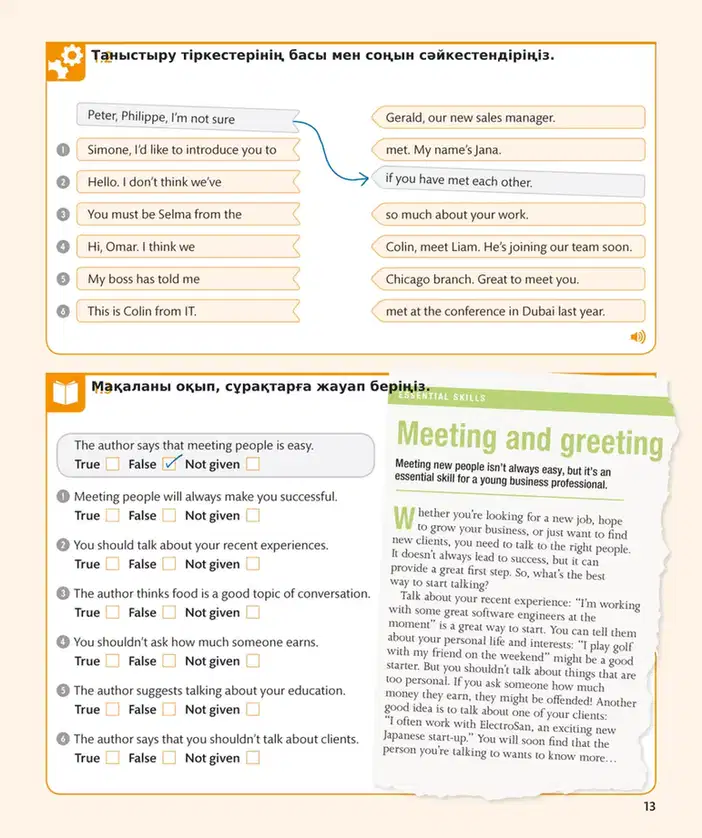 Таныстыру тіркестерінің басы мен соңын сәйкестендіріңіз.
Peter, Philippe, I'm not sure
Gerald, our new sales manager.
1 Simone, I'd like to introduce you to
met. My name's Jana.
2 Hello. I don't think we've
if you have met each other.
3 You must be Selma from the
so much about your work.
4 Hi, Omar. I think we
Colin, meet Liam. He's joining our team soon.
5 My boss has told me
Chicago branch. Great to meet you.
6 This is Colin from IT.
met at the conference in Dubai last year.
Мақаланы оқып, сұрақтарға жауап беріңіз.
The author says that meeting people is easy.
True False Not given
1 Meeting people will always make you successful.
True False Not given
2 You should talk about your recent experiences.
True False Not given
3 The author thinks food is a good topic of conversation.
True False Not given
4 You shouldn't ask how much someone earns.
True False Not given
5 The author suggests talking about your education.
True False Not given
6 The author says that you shouldn't talk about clients.
True False Not given
ESSENTIAL SKILLS
Meeting and greeting
Meeting new people isn't always easy, but it's an
essential skill for a young business professional.
Whether you're looking for a new job, hope
to grow your business, or just want to find
new clients, you need to talk to the right people.
It doesn't always lead to success, but it can
provide a great first step. So, what's the best
way to start talking?
Talk about your recent experience: "I'm working
with some great software engineers at the
moment" is a great way to start. You can tell them
about your personal life and interests: "I play golf
with my friend on the weekend" might be a good
starter. But you shouldn't talk about things that are
too personal. If you ask someone how much
money they earn, they might be offended! Another
good idea is to talk about one of your clients:
"I often work with ElectroSan, an exciting new
Japanese start-up." You will soon find that the
person you're talking to wants to know more…
13